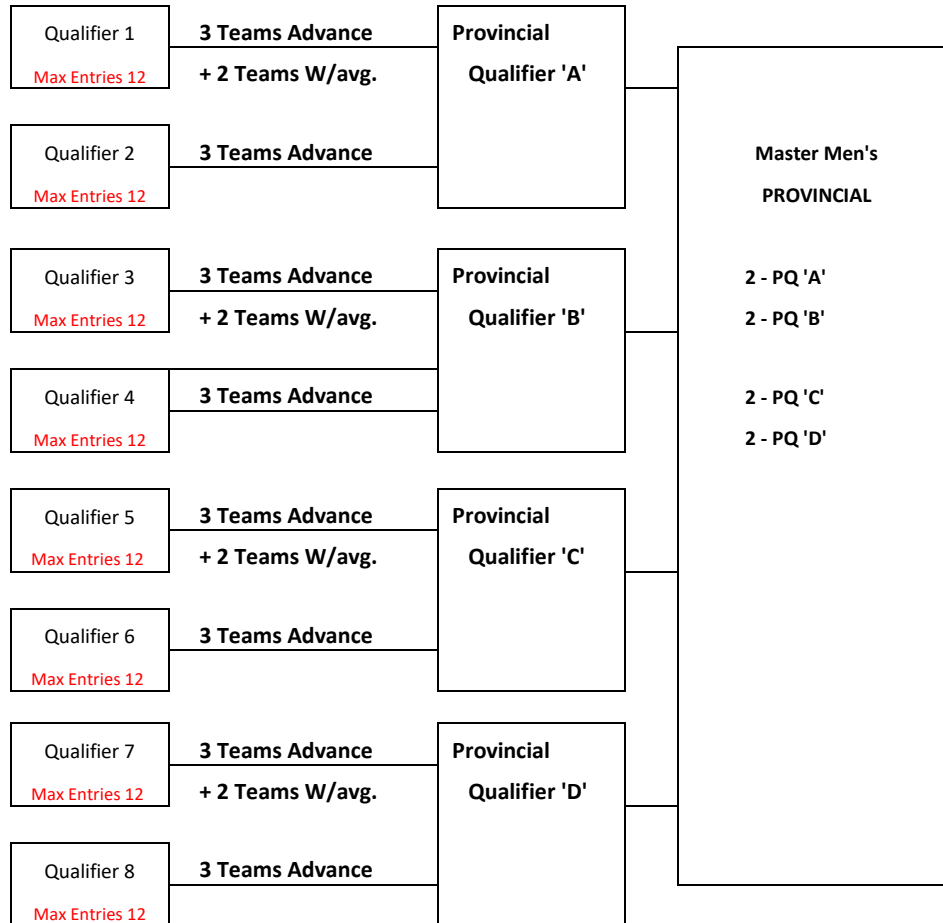 Qualifier 1 3 Teams Advance Provincial
Max Entries 12 + 2 Teams W/avg. Qualifier 'A'
Qualifier 2 3 Teams Advance Master Men's
Max Entries 12 PROVINCIAL
Qualifier 3 3 Teams Advance Provincial 2 - PQ 'A'
Max Entries 12 + 2 Teams W/avg. Qualifier 'B' 2 - PQ 'B'
Qualifier 4 3 Teams Advance 2 - PQ 'C'
Max Entries 12 2 - PQ 'D'
Qualifier 5 3 Teams Advance Provincial
Max Entries 12 + 2 Teams W/avg. Qualifier 'C'
Qualifier 6 3 Teams Advance
Max Entries 12
Qualifier 7 3 Teams Advance Provincial
Max Entries 12 + 2 Teams W/avg. Qualifier 'D'
Qualifier 8 3 Teams Advance
Max Entries 12